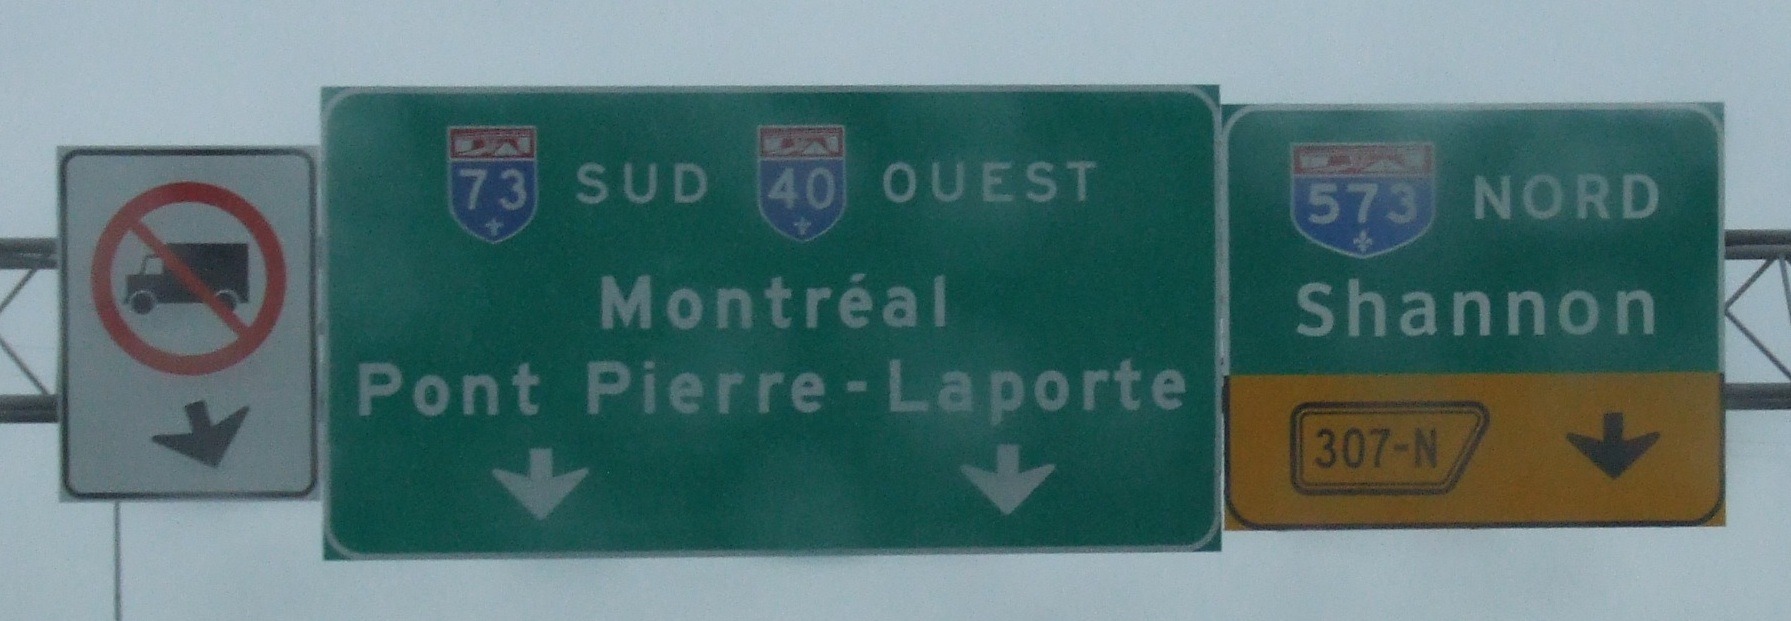 73 SUD 40 OUEST
Montréal
Pont Pierre-Laporte
573 NORD
Shannon
307-N